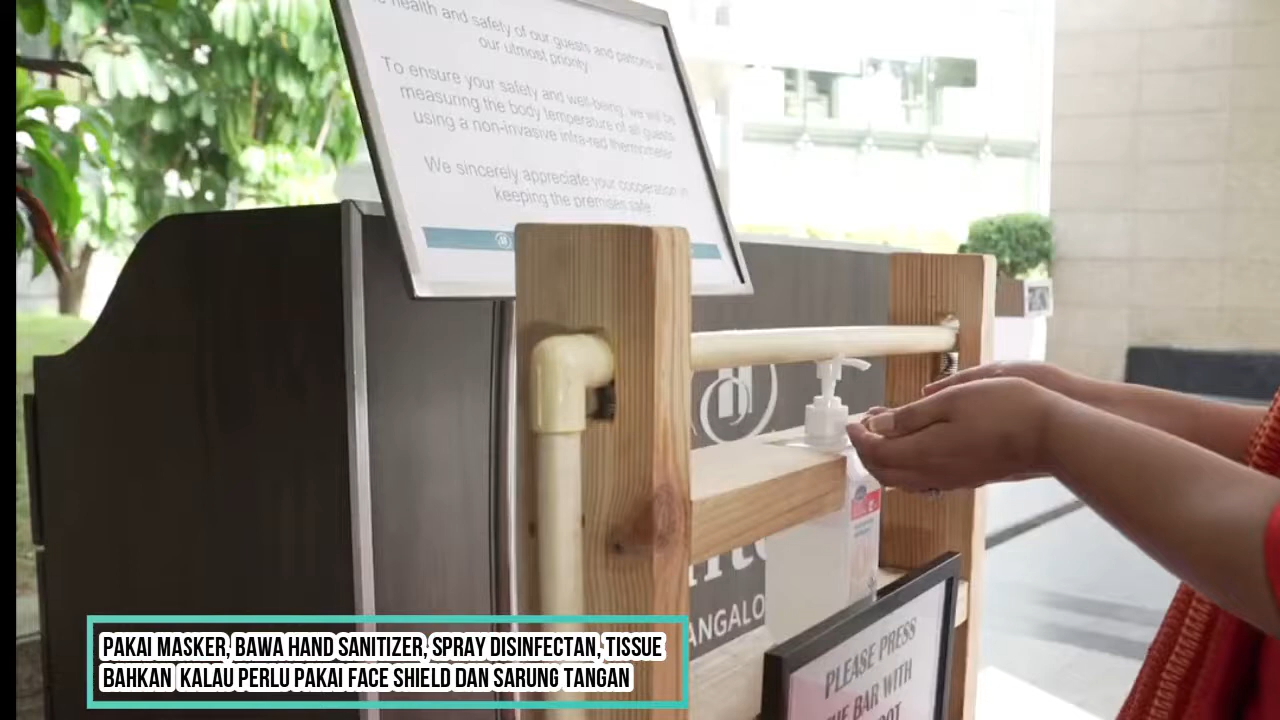 health and safety of our guests and patrons is
our utmost priority
To ensure your safety and well-being, we will be
measuring the body temperature of all guests
using a non-invasive infra-red thermometer
We sincerely appreciate your cooperation in
keeping the premises safe
ANGALO
PLEASE PRESS
THE BAR WITH
PAKAI MASKER, BAWA HAND SANITIZER, SPRAY DISINFECTAN, TISSUE
BAHKAN KALAU PERLU PAKAI FACE SHIELD DAN SARUNG TANGAN